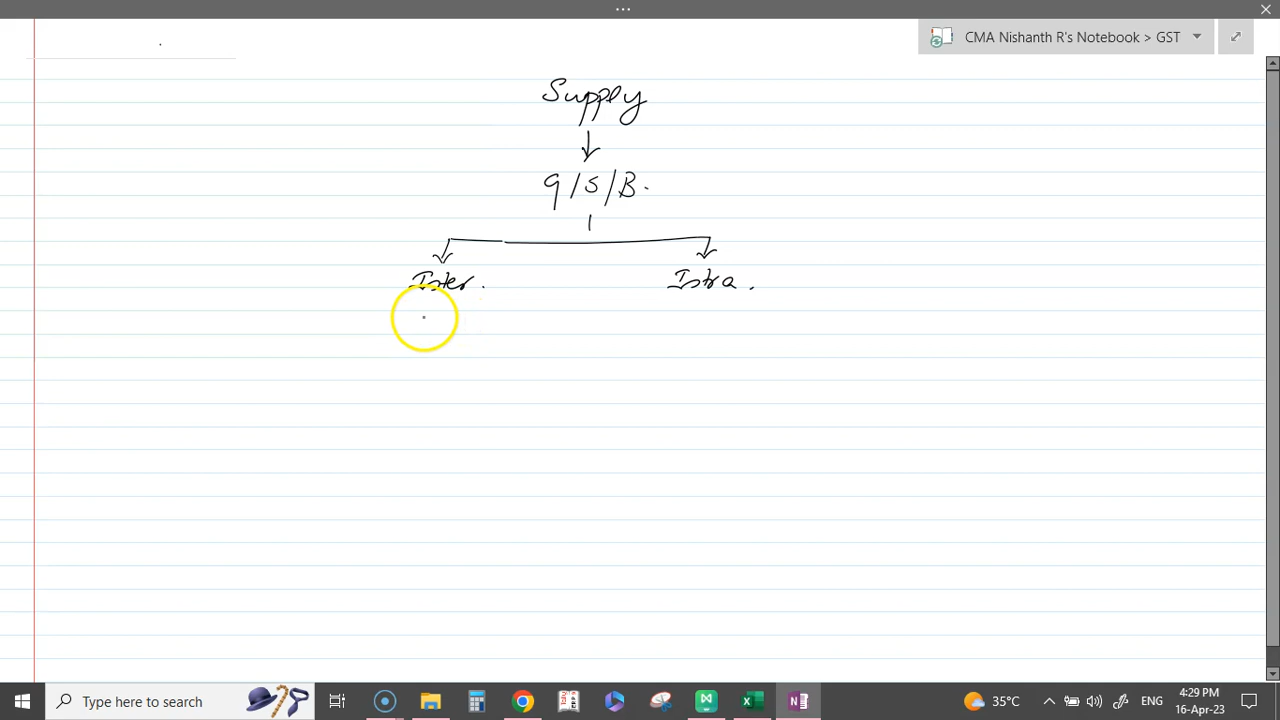 CMA Nishanth R's Notebook > GST
Supply
G/S/B.
Inter.
Intra.
Type here to search
35°C
ENG
4:29 PM
16-Apr-23